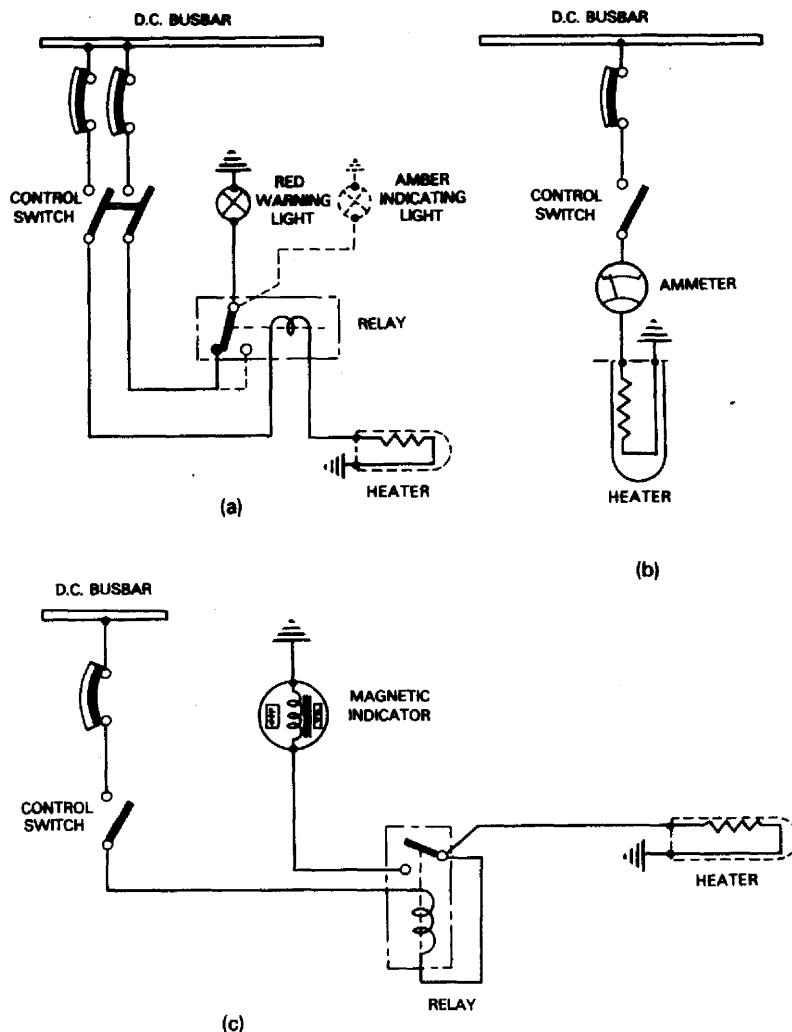 D.C. BUSBAR
CONTROL
SWITCH
RED
WARNING
LIGHT
AMBER
INDICATING
LIGHT
RELAY
HEATER
(a)
D.C. BUSBAR
CONTROL
SWITCH
AMMETER
HEATER
(b)
D.C. BUSBAR
CONTROL
SWITCH
MAGNETIC
INDICATOR
RELAY
HEATER
(c)